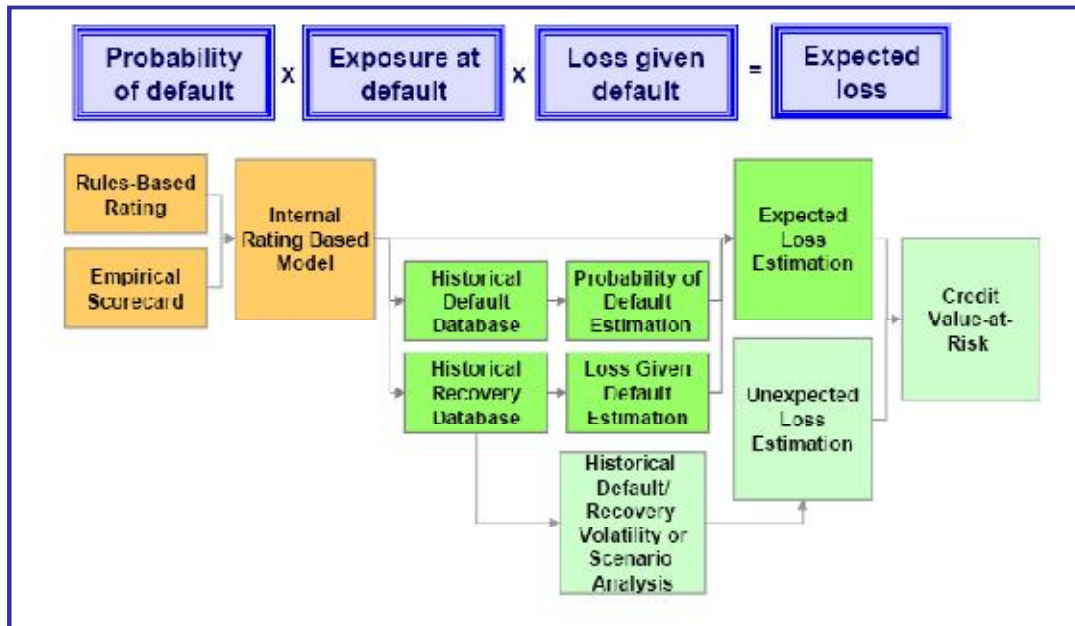 Probability
of default
x
Exposure at
default
x
Loss given
default
=
Expected
loss
Rules-Based
Rating
Empirical
Scorecard
Internal
Rating Based
Model
Historical
Default
Database
Probability of
Default
Estimation
Historical
Recovery
Database
Loss Given
Default
Estimation
Historical
Default/
Recovery
Volatility or
Scenario
Analysis
Expected
Loss
Estimation
Unexpected
Loss
Estimation
Credit
Value-at-
Risk